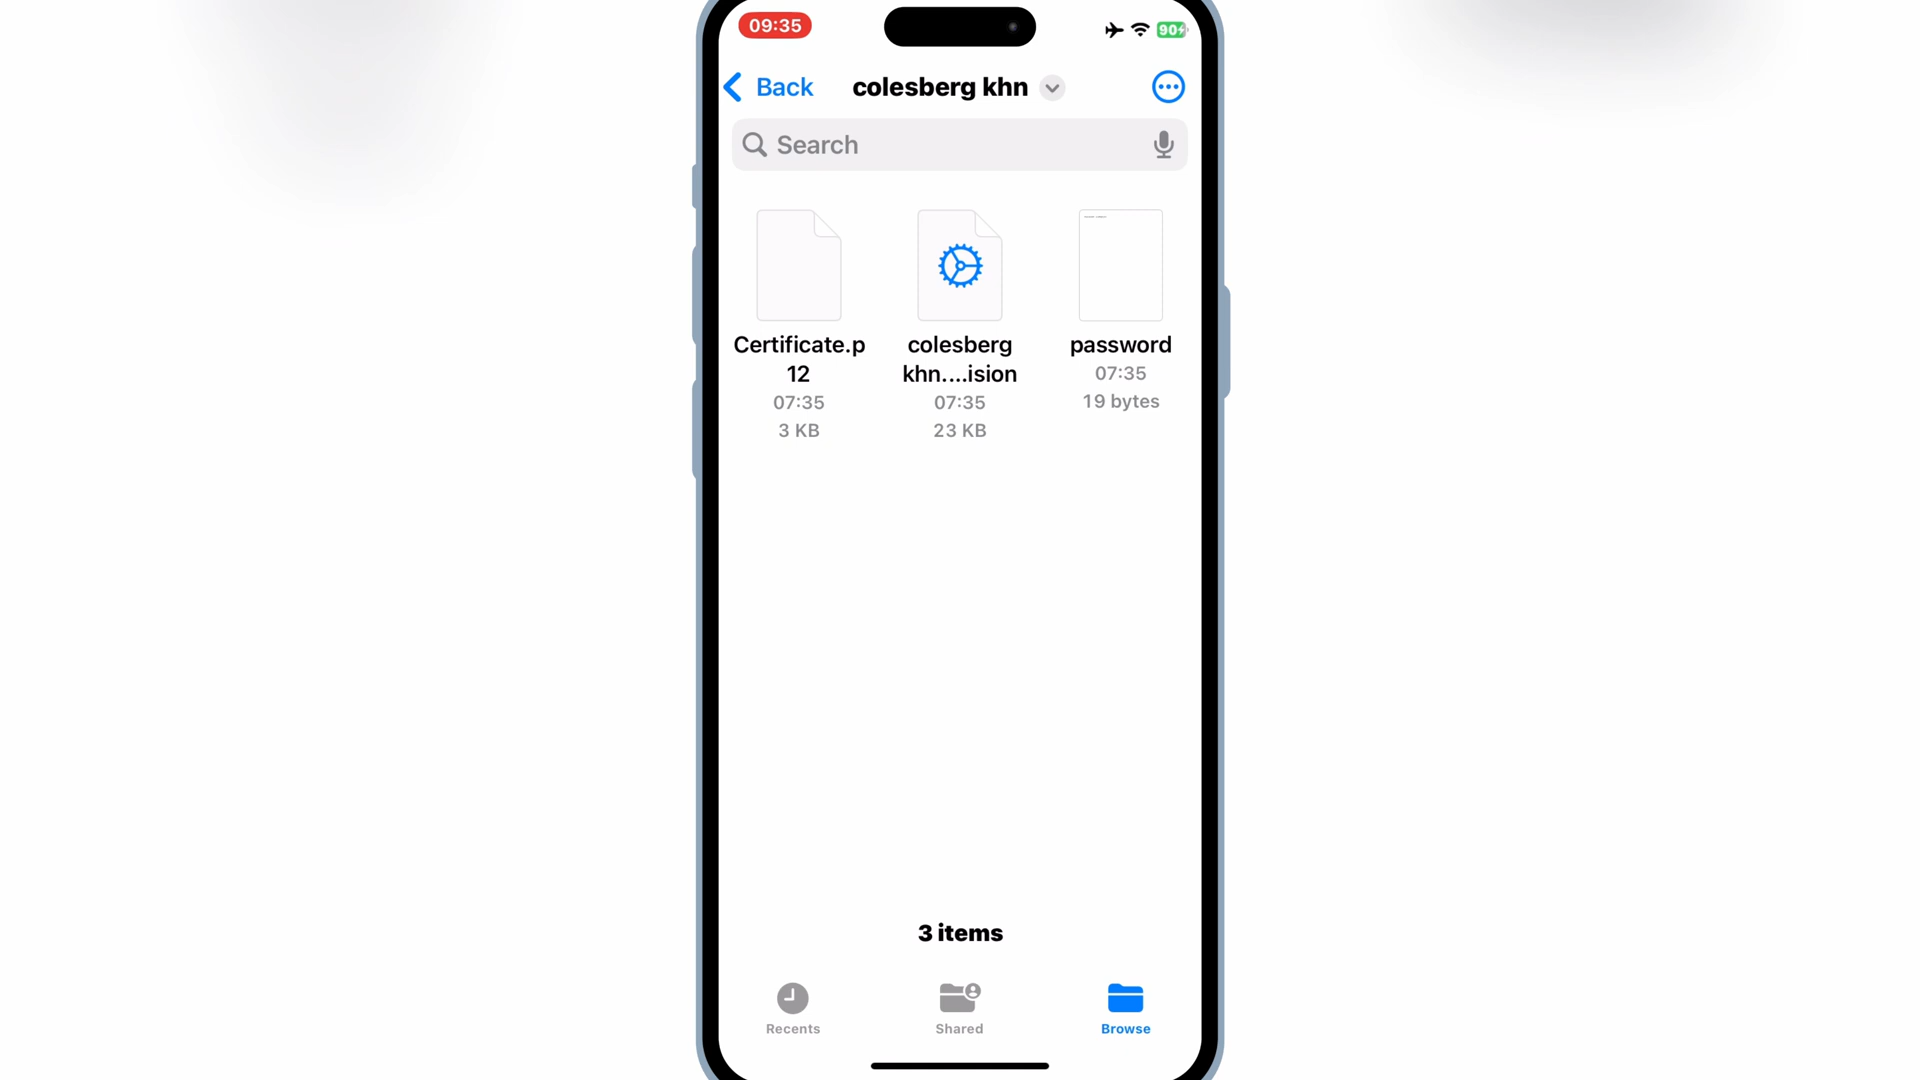 09:35
90
Back
colesberg khn
Search
Certificate.p
12
07:35
3 KB
colesberg
khn....ision
07:35
23 KB
password
07:35
19 bytes
3 items
Recents
Shared
Browse